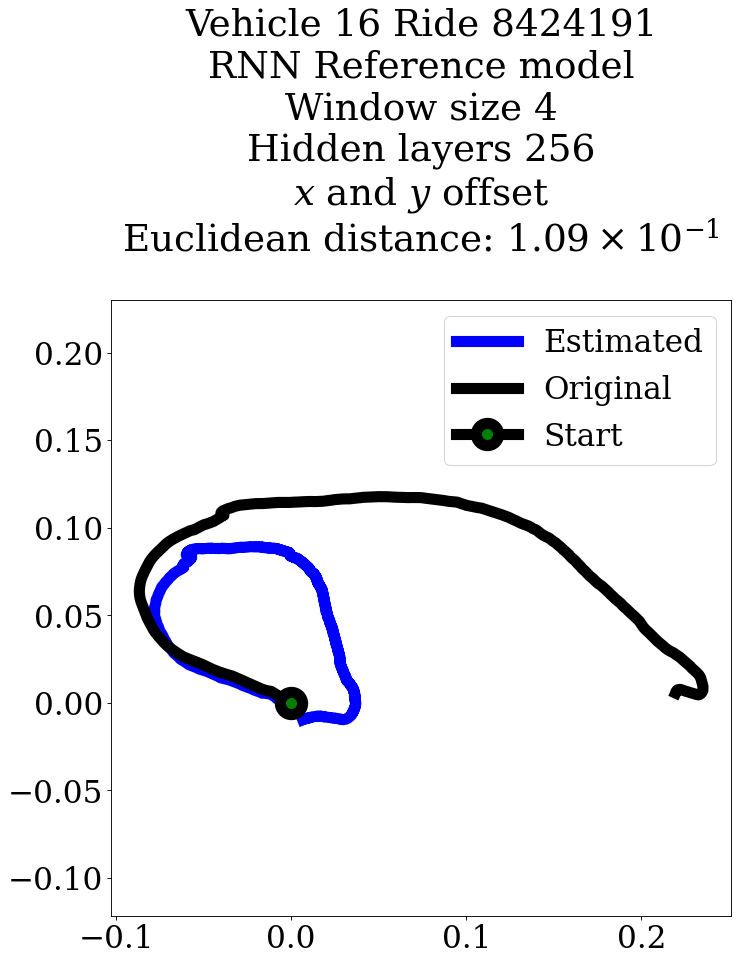 Vehicle 16 Ride 8424191
RNN Reference model
Window size 4
Hidden layers 256
x and y offset
Euclidean distance: 1.09 × 10⁻¹
Estimated
Original
Start
0.20
0.15
0.10
0.05
0.00
−0.05
−0.10
−0.1 0.0 0.1 0.2